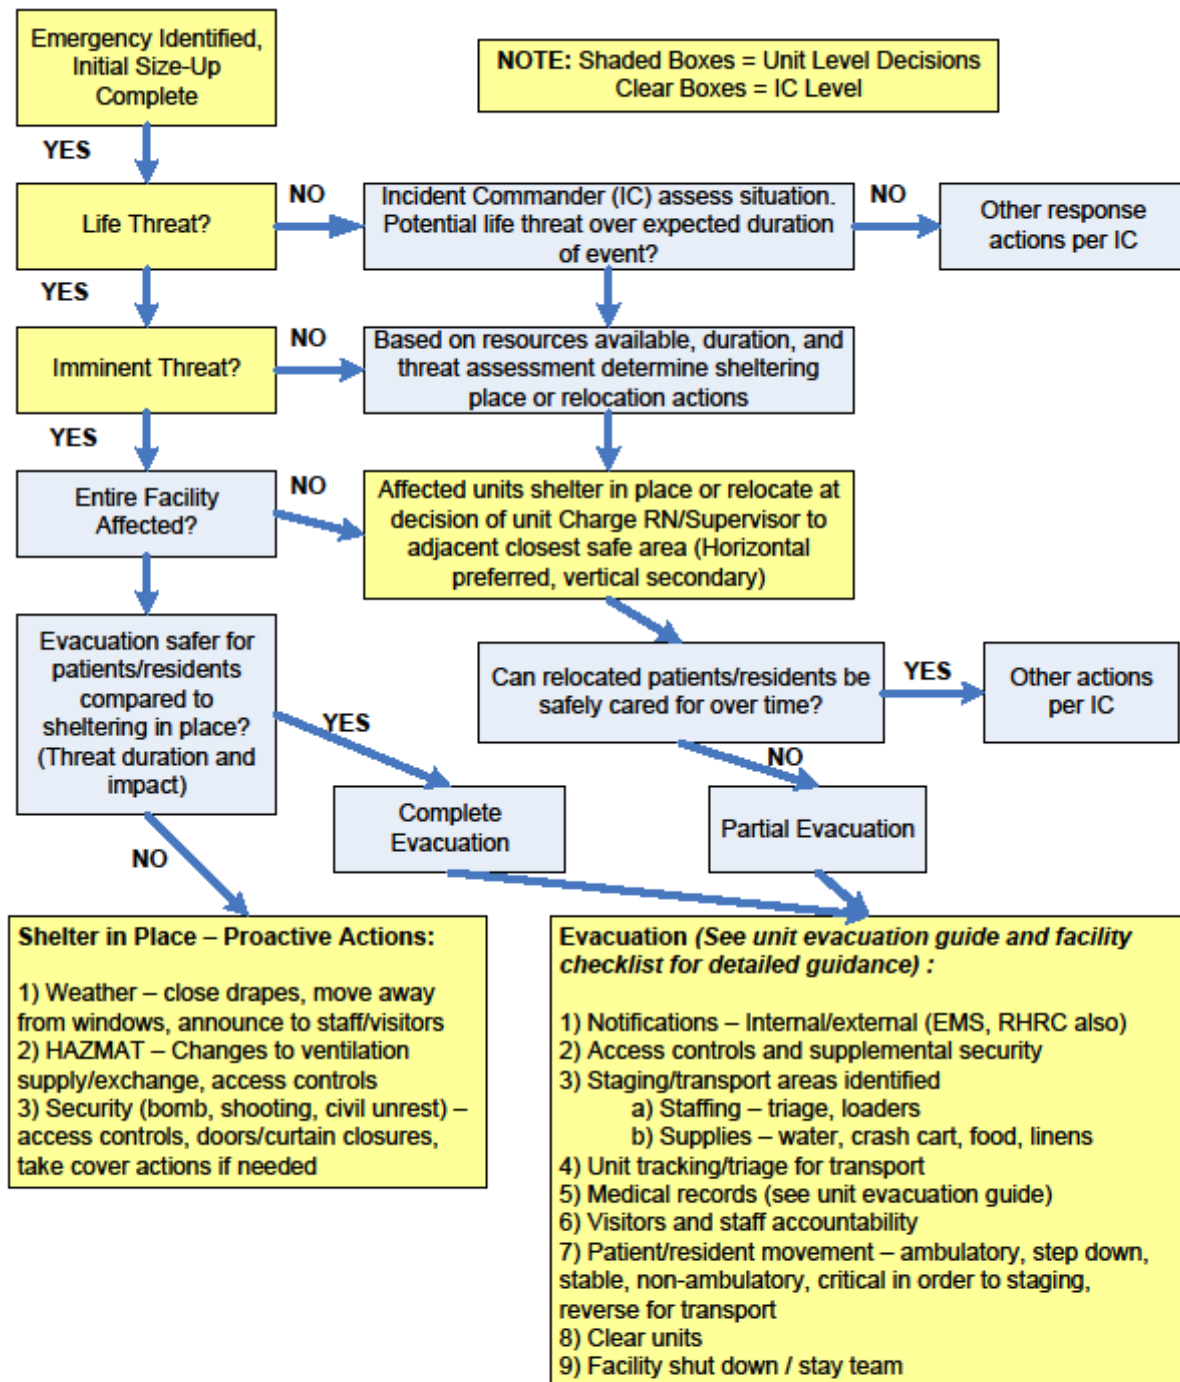 Emergency Identified,
Initial Size-Up
Complete
NOTE: Shaded Boxes = Unit Level Decisions
Clear Boxes = IC Level
YES
Life Threat?
NO
Incident Commander (IC) assess situation.
Potential life threat over expected duration
of event?
NO
Other response
actions per IC
YES
Imminent Threat?
NO
Based on resources available, duration, and
threat assessment determine sheltering
place or relocation actions
YES
Entire Facility
Affected?
NO
Affected units shelter in place or relocate at
decision of unit Charge RN/Supervisor to
adjacent closest safe area (Horizontal
preferred, vertical secondary)
Evacuation safer for
patients/residents
compared to
sheltering in place?
(Threat duration and
impact)
YES
Can relocated patients/residents be
safely cared for over time?
YES
Other actions
per IC
NO
Complete
Evacuation
Partial Evacuation
NO
Shelter in Place – Proactive Actions:
1) Weather – close drapes, move away
from windows, announce to staff/visitors
2) HAZMAT – Changes to ventilation
supply/exchange, access controls
3) Security (bomb, shooting, civil unrest) –
access controls, doors/curtain closures,
take cover actions if needed
Evacuation (See unit evacuation guide and facility
checklist for detailed guidance) :
1) Notifications – Internal/external (EMS, RHRC also)
2) Access controls and supplemental security
3) Staging/transport areas identified
a) Staffing – triage, loaders
b) Supplies – water, crash cart, food, linens
4) Unit tracking/triage for transport
5) Medical records (see unit evacuation guide)
6) Visitors and staff accountability
7) Patient/resident movement – ambulatory, step down,
stable, non-ambulatory, critical in order to staging,
reverse for transport
8) Clear units
9) Facility shut down / stay team